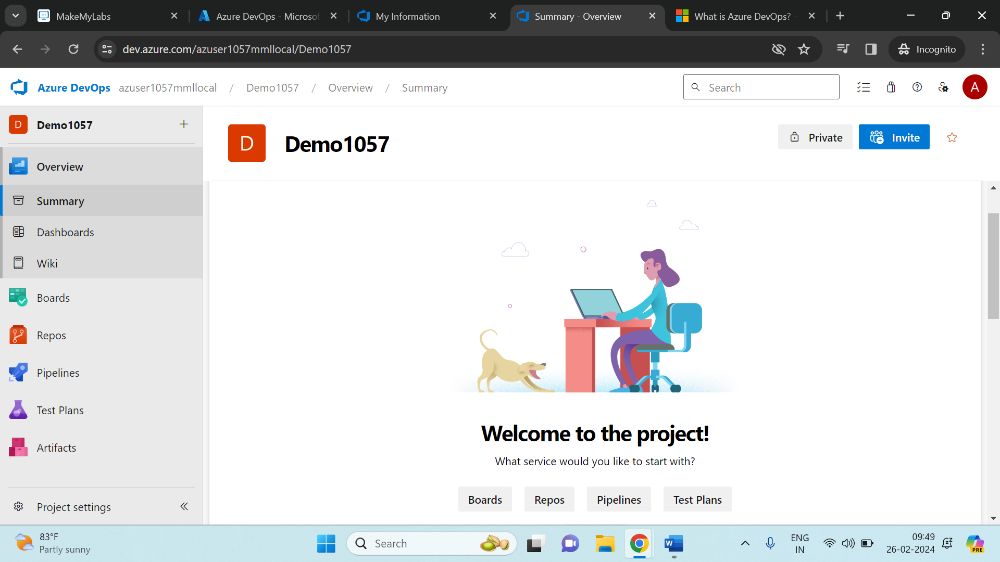 MakeMyLabs
Azure DevOps - Microsof
My Information
Summary - Overview
What is Azure DevOps? -
dev.azure.com/azuser1057mmllocal/Demo1057
Incognito
Azure DevOps azuser1057mmllocal / Demo1057 / Overview / Summary
Search
A
D Demo1057
Overview
Summary
Dashboards
Wiki
Boards
Repos
Pipelines
Test Plans
Artifacts
Project settings
D Demo1057
Private
Invite
Welcome to the project!
What service would you like to start with?
Boards Repos Pipelines Test Plans
83°F
Partly sunny
Search
W
ENG
IN
09:49
26-02-2024
PRE